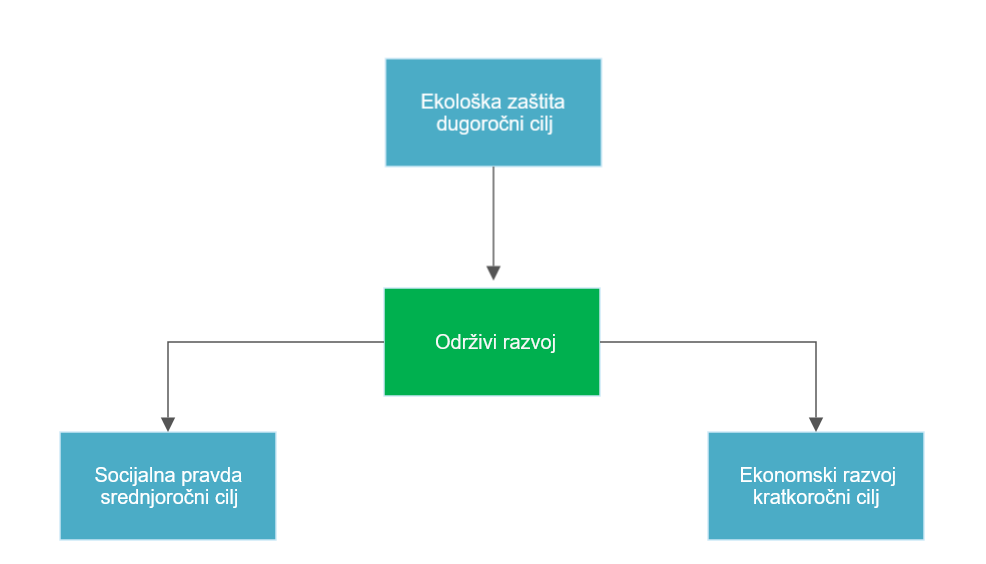 Ekološka zaštita
dugoročni cilj
Održivi razvoj
Socijalna pravda
srednjoročni cilj
Ekonomski razvoj
kratkoročni cilj